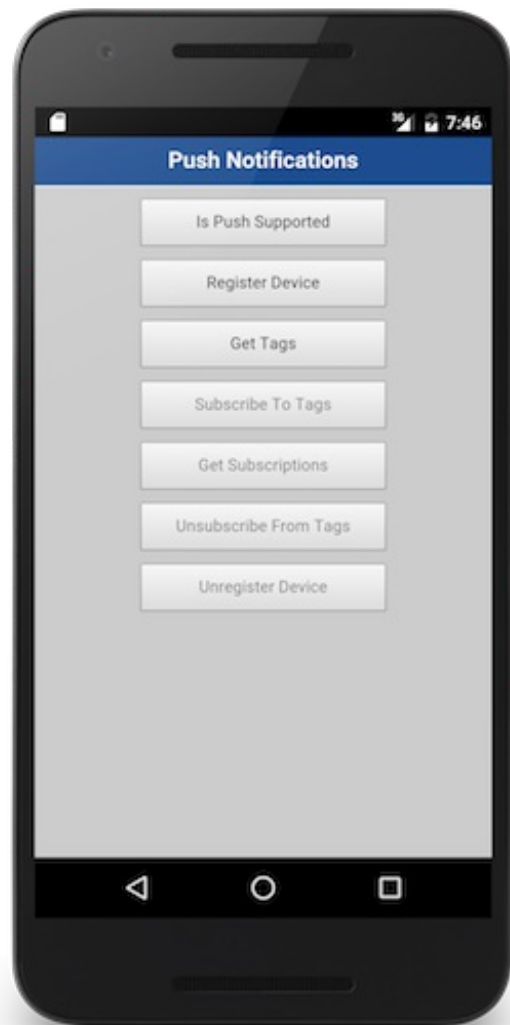 3G 7:46
Push Notifications
Is Push Supported
Register Device
Get Tags
Subscribe To Tags
Get Subscriptions
Unsubscribe From Tags
Unregister Device